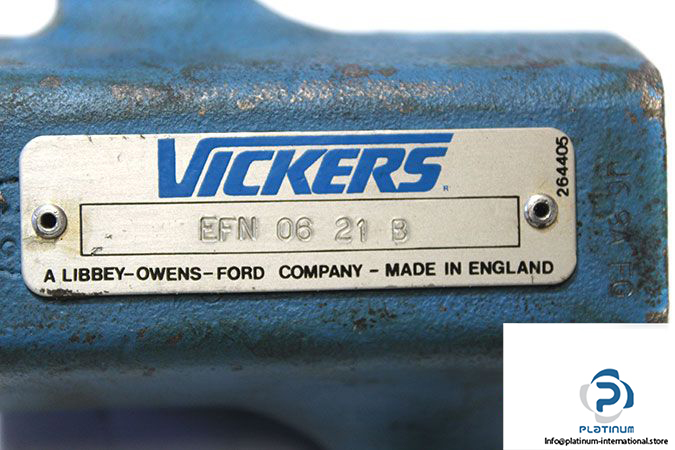 VICKERS
EFN 06 21 B
A LIBBEY-OWENS-FORD COMPANY - MADE IN ENGLAND
264405
PLATINUM
Info@platinum-international.store